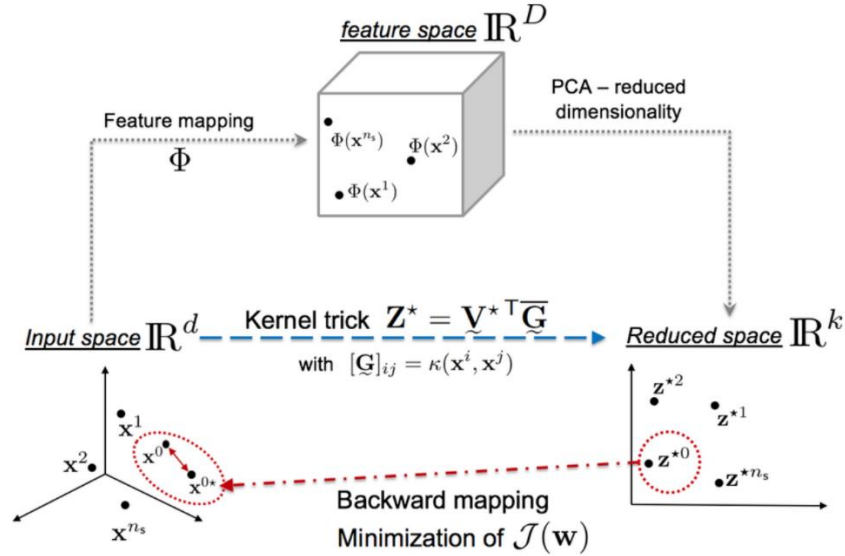 feature space ℝ^D
PCA – reduced
dimensionality
Feature mapping
Φ
Φ(x^{n_s})
Φ(x^2)
Φ(x^1)
Kernel trick Z^⋆ = V̰^{⋆⊤} G̰̅
with [G̰]_{ij} = κ(x^i, x^j)
Input space ℝ^d
Reduced space ℝ^k
x^1
x^0
x^2
x^{0⋆}
x^{n_s}
z^{⋆2}
z^{⋆1}
z^{⋆0}
z^{⋆n_s}
Backward mapping
Minimization of 𝒥(w)